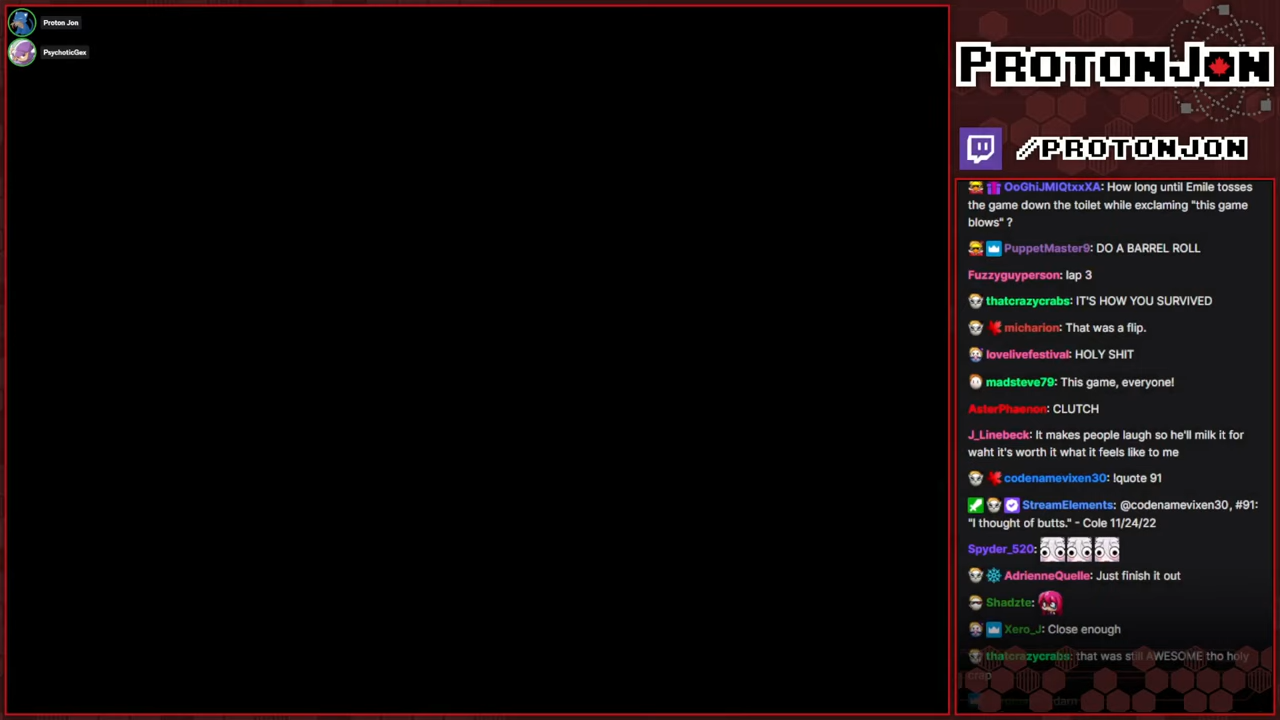 Proton Jon
PsychoticGex
PROTONJON
/PROTONJON
OoGhiJMIQtxxXA: How long until Emile tosses
the game down the toilet while exclaming "this game
blows" ?
PuppetMaster9: DO A BARREL ROLL
Fuzzyguyperson: lap 3
thatcrazycrabs: IT'S HOW YOU SURVIVED
micharion: That was a flip.
lovelivefestival: HOLY SHIT
madsteve79: This game, everyone!
AsterPhaenon: CLUTCH
J_Linebeck: It makes people laugh so he'll milk it for
waht it's worth it what it feels like to me
codenamevixen30: !quote 91
StreamElements: @codenamevixen30, #91:
"I thought of butts." - Cole 11/24/22
Spyder_520:
AdrienneQuelle: Just finish it out
Shadzte:
Xero_J: Close enough
thatcrazycrabs: that was still AWESOME tho holy
crap
darn